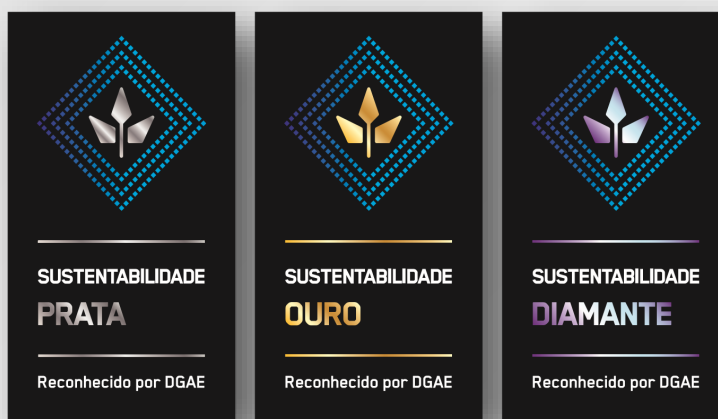 SUSTENTABILIDADE
PRATA
Reconhecido por DGAE
SUSTENTABILIDADE
OURO
Reconhecido por DGAE
SUSTENTABILIDADE
DIAMANTE
Reconhecido por DGAE